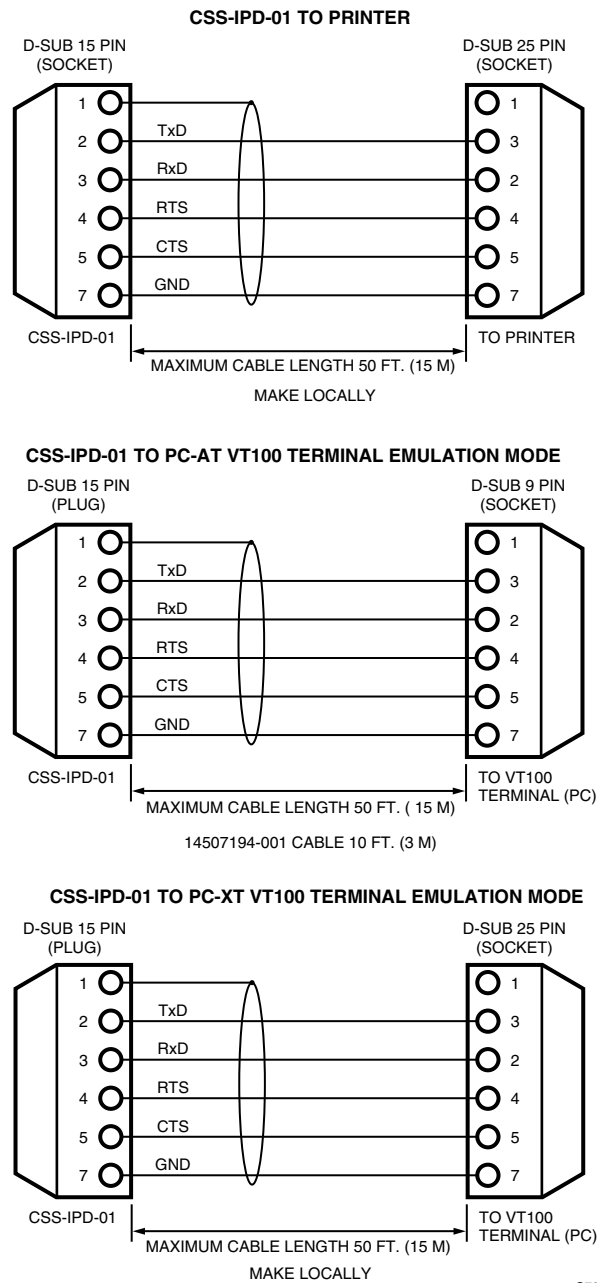 CSS-IPD-01 TO PRINTER
D-SUB 15 PIN
(SOCKET)
D-SUB 25 PIN
(SOCKET)
1
1
2
TxD
3
3
RxD
2
4
RTS
4
5
CTS
5
7
GND
7
CSS-IPD-01
TO PRINTER
MAXIMUM CABLE LENGTH 50 FT. (15 M)
MAKE LOCALLY
CSS-IPD-01 TO PC-AT VT100 TERMINAL EMULATION MODE
D-SUB 15 PIN
(PLUG)
D-SUB 9 PIN
(SOCKET)
1
1
2
TxD
3
3
RxD
2
4
RTS
4
5
CTS
5
7
GND
7
CSS-IPD-01
TO VT100
TERMINAL (PC)
MAXIMUM CABLE LENGTH 50 FT. ( 15 M)
14507194-001 CABLE 10 FT. (3 M)
CSS-IPD-01 TO PC-XT VT100 TERMINAL EMULATION MODE
D-SUB 15 PIN
(PLUG)
D-SUB 25 PIN
(SOCKET)
1
1
2
TxD
3
3
RxD
2
4
RTS
4
5
CTS
5
7
GND
7
CSS-IPD-01
TO VT100
TERMINAL (PC)
MAXIMUM CABLE LENGTH 50 FT. (15 M)
MAKE LOCALLY